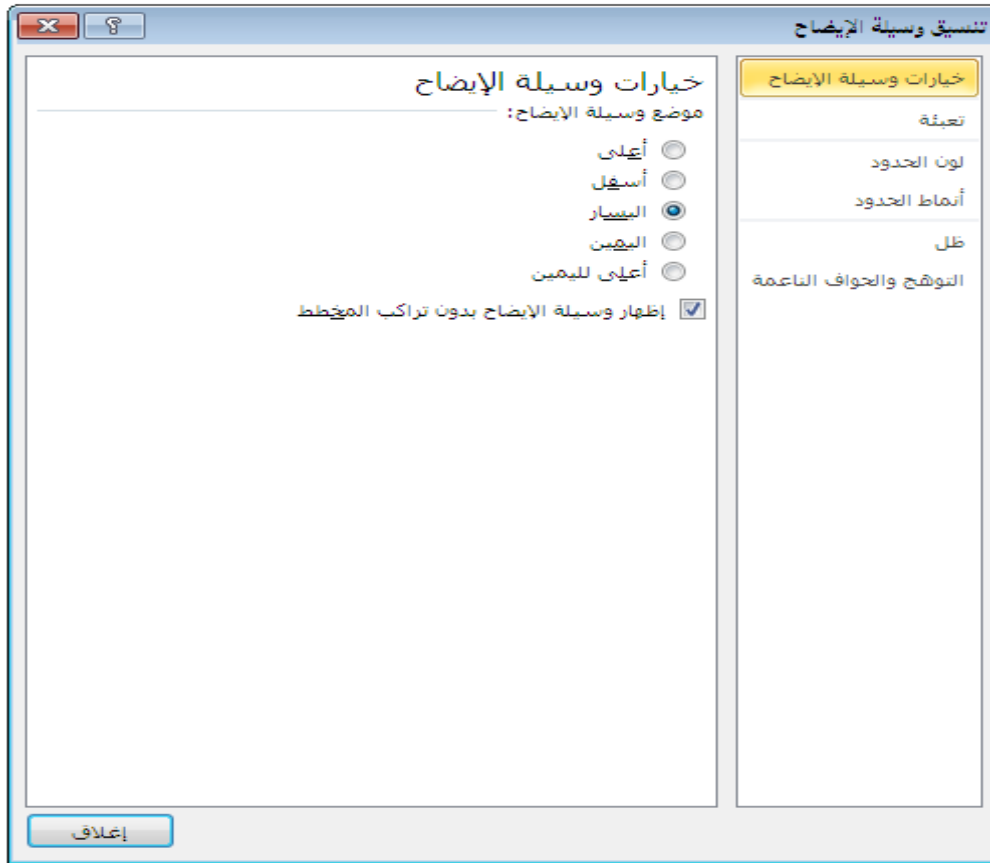 تنسيق وسيلة الإيضاح
خيارات وسيلة الإيضاح
تعبئة
لون الحدود
أنماط الحدود
ظل
التوهج والحواف الناعمة
خيارات وسيلة الإيضاح
موضع وسيلة الإيضاح:
أعلى
أسفل
اليسار
اليمين
أعلى لليمين
إظهار وسيلة الإيضاح بدون تراكب المخطط
إغلاق